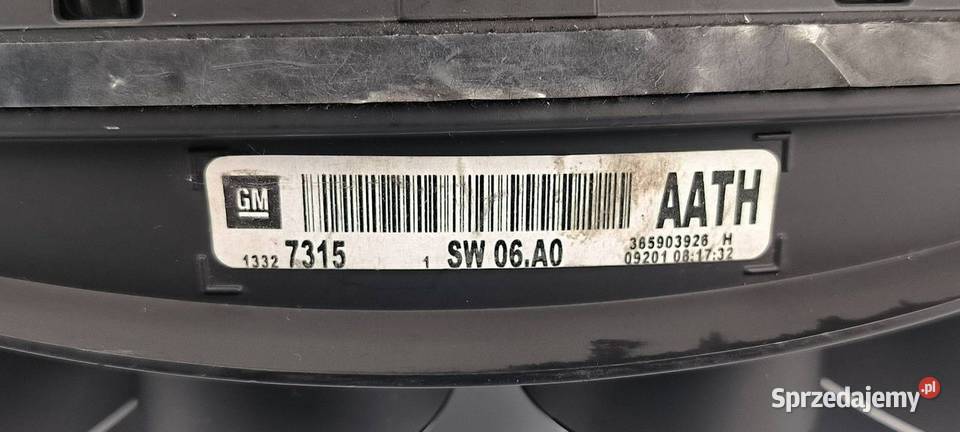 GM
AATH
1332 7315 1 SW 06.A0
365903926 H
09201 08:17:32
Sprzedajemy.pl